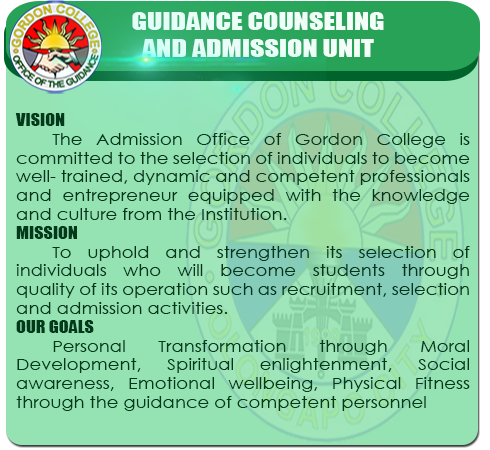 GORDON COLLEGE
OFFICE OF THE GUIDANCE
GUIDANCE COUNSELING
AND ADMISSION UNIT
VISION
The Admission Office of Gordon College is
committed to the selection of individuals to become
well- trained, dynamic and competent professionals
and entrepreneur equipped with the knowledge
and culture from the Institution.
MISSION
To uphold and strengthen its selection of
individuals who will become students through
quality of its operation such as recruitment, selection
and admission activities.
OUR GOALS
Personal Transformation through Moral
Development, Spiritual enlightenment, Social
awareness, Emotional wellbeing, Physical Fitness
through the guidance of competent personnel
GORDON COLLEGE
OLONGAPO CITY